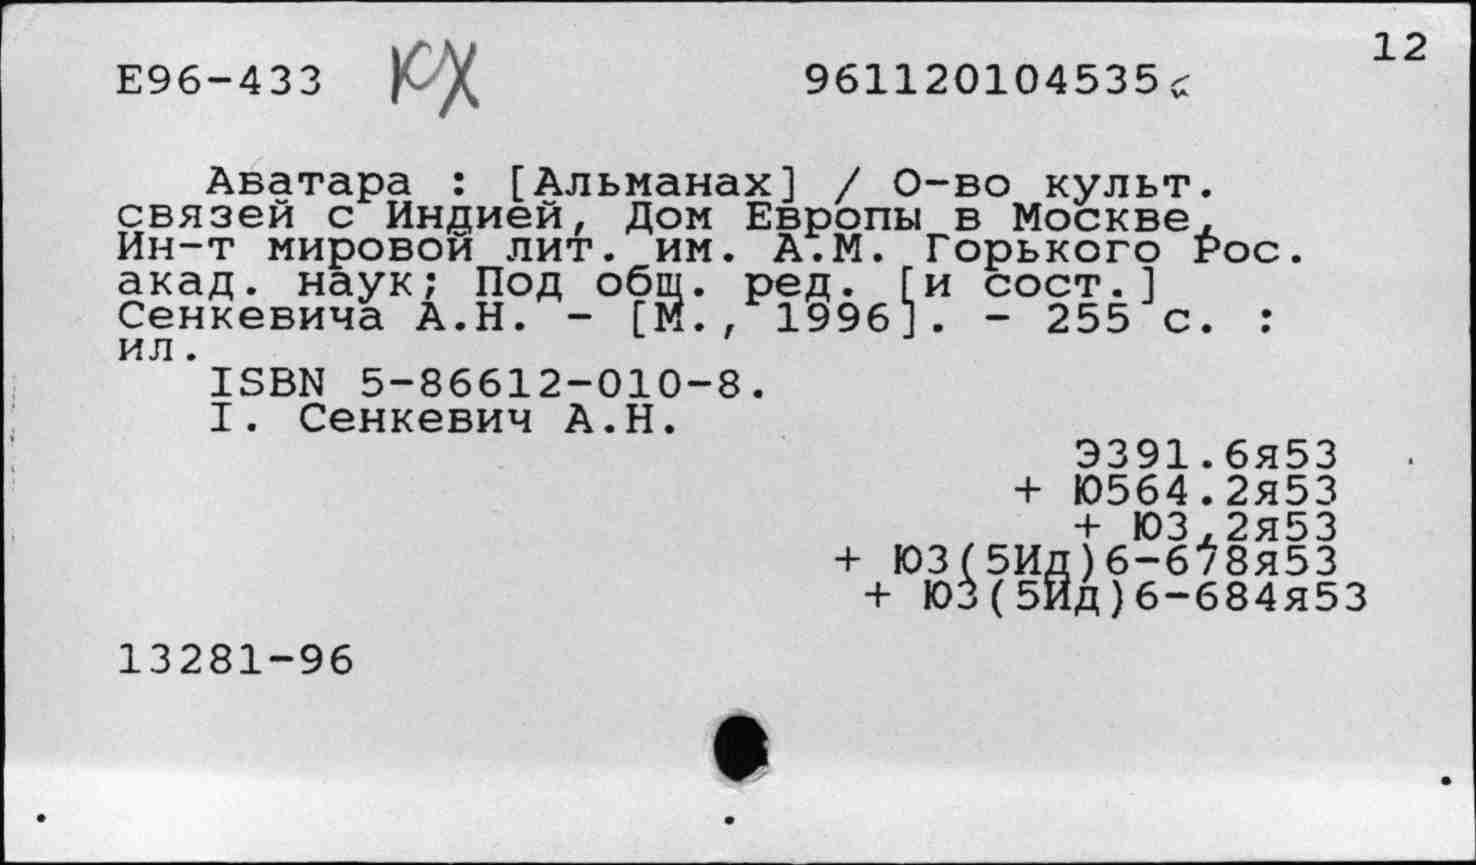 12
Е96-433 КХ 961120104535
Аватара : [Альманах] / О-во культ.
связей с Индией, Дом Европы в Москве,
Ин-т мировой лит. им. А.М. Горького Рос.
акад. наук; Под общ. ред. [и сост.]
Сенкевича А.Н. - [М., 1996]. - 255 с. :
ил.
ISBN 5-86612-010-8.
I. Сенкевич А.Н.
Э391.6я53
+ Ю564.2я53
+ Ю3,2я53
+ Ю3(5Ид)6-678я53
+ Ю3(5Ид)6-684я53
13281-96